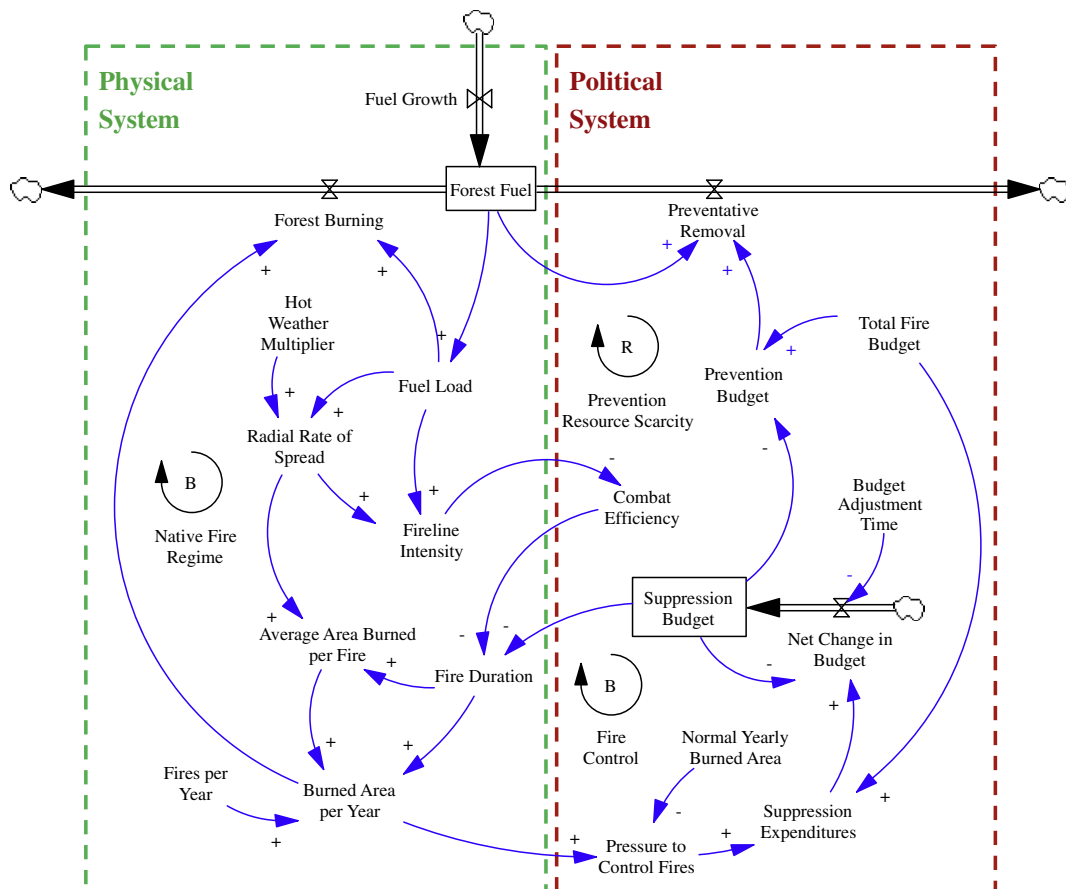 Physical
System
Political
System
Fuel Growth
Forest Fuel
Forest Burning
Preventative
Removal
+
+
+
+
Hot
Weather
Multiplier
+
Total Fire
Budget
R
+
Fuel Load
Prevention
Budget
+
+
Prevention
Resource Scarcity
Radial Rate of
Spread
-
-
B
+
+
Combat
Efficiency
Budget
Adjustment
Time
Native Fire
Regime
Fireline
Intensity
-
Suppression
Budget
+
Average Area Burned
per Fire
-
-
Net Change in
Budget
+
Fire Duration
-
B
+
Fire
Control
Normal Yearly
Burned Area
+
+
Fires per
Year
Burned Area
per Year
+
Suppression
Expenditures
-
+
+
+
Pressure to
Control Fires